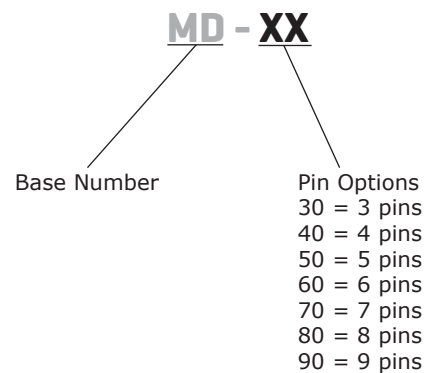 MD - XX
Base Number
Pin Options
30 = 3 pins
40 = 4 pins
50 = 5 pins
60 = 6 pins
70 = 7 pins
80 = 8 pins
90 = 9 pins